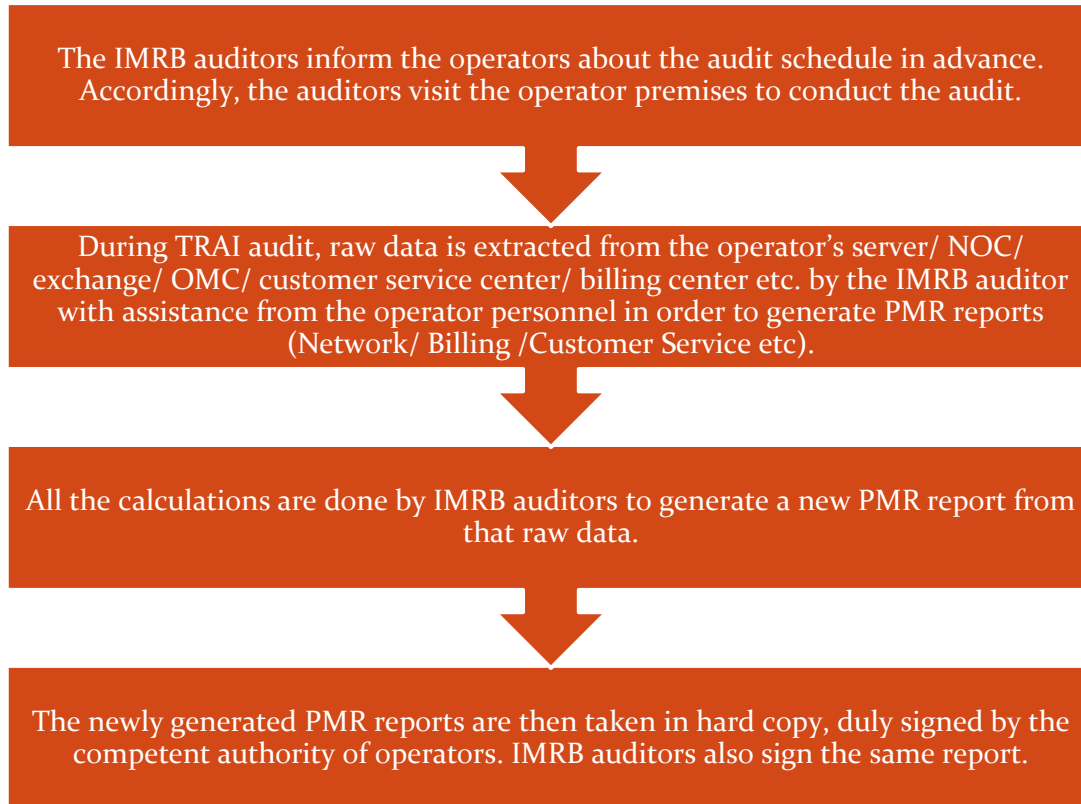 The IMRB auditors inform the operators about the audit schedule in advance.
Accordingly, the auditors visit the operator premises to conduct the audit.
During TRAI audit, raw data is extracted from the operator’s server/ NOC/
exchange/ OMC/ customer service center/ billing center etc. by the IMRB auditor
with assistance from the operator personnel in order to generate PMR reports
(Network/ Billing /Customer Service etc).
All the calculations are done by IMRB auditors to generate a new PMR report from
that raw data.
The newly generated PMR reports are then taken in hard copy, duly signed by the
competent authority of operators. IMRB auditors also sign the same report.